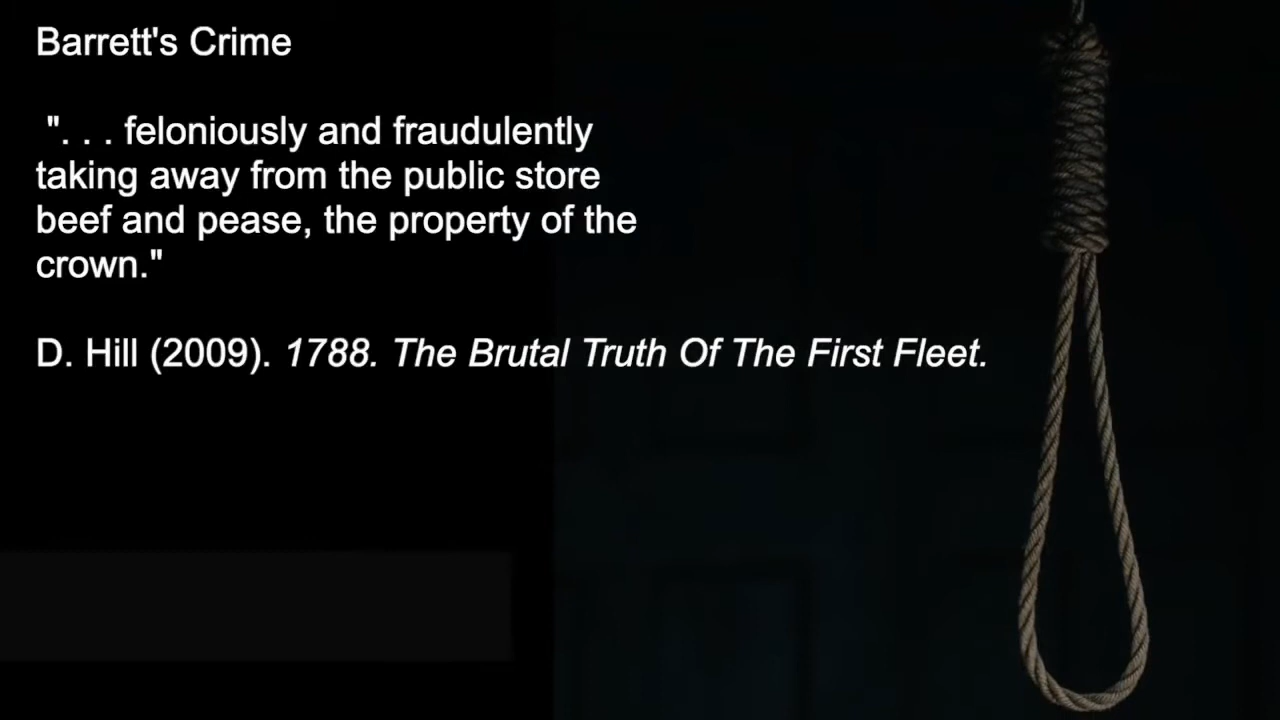 Barrett's Crime
". . . feloniously and fraudulently
taking away from the public store
beef and pease, the property of the
crown."
D. Hill (2009). 1788. The Brutal Truth Of The First Fleet.